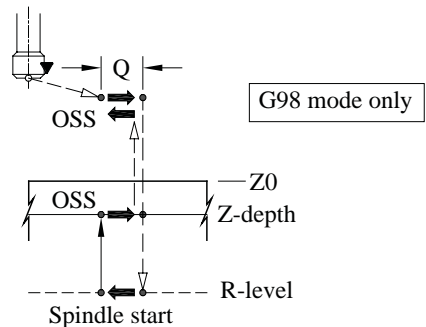 Q
G98 mode only
OSS
Z0
OSS
Z-depth
R-level
Spindle start